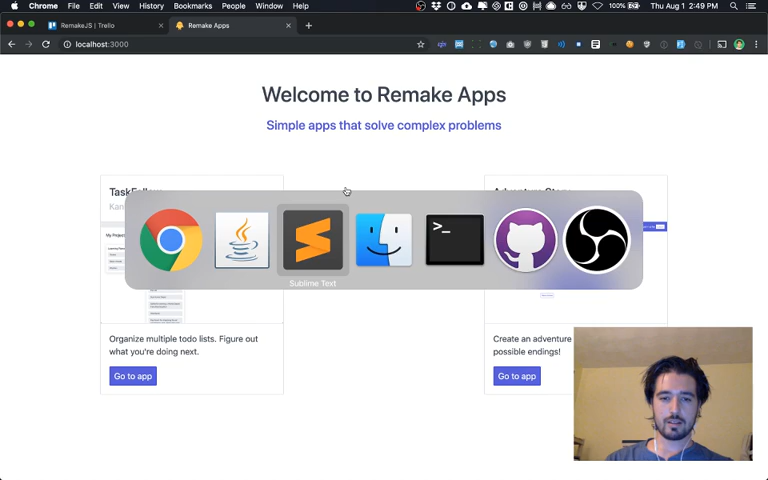 Chrome File Edit View History Bookmarks People Window Help 100% Thu Aug 1 2:49 PM
RemakeJS | Trello
Remake Apps
localhost:3000
Welcome to Remake Apps
Simple apps that solve complex problems
My Project
Sublime Text
Organize multiple todo lists. Figure out
what you're doing next.
Go to app
Create an adventure
possible endings!
Go to app